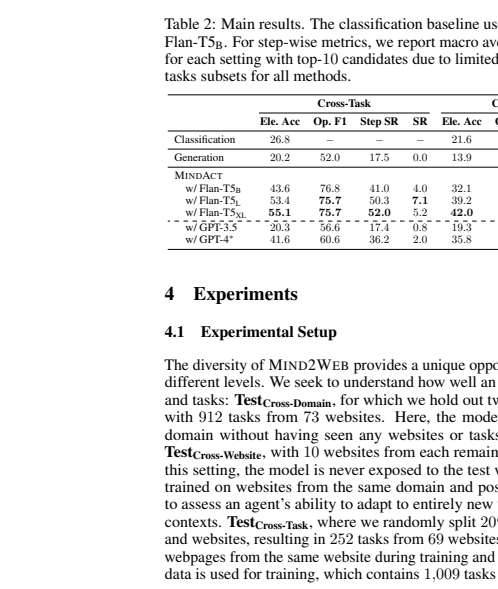 Table 2: Main results. The classification baseline us
Flan-T5B. For step-wise metrics, we report macro av
for each setting with top-10 candidates due to limited
tasks subsets for all methods.
Cross-Task C
Ele. Acc Op. F1 Step SR SR Ele. Acc
Classification 26.8 – – – 21.6
Generation 20.2 52.0 17.5 0.0 13.9
MINDACT
w/ Flan-T5B 43.6 76.8 41.0 4.0 32.1
w/ Flan-T5L 53.4 75.7 50.3 7.1 39.2
w/ Flan-T5XL 55.1 75.7 52.0 5.2 42.0
w/ GPT-3.5 20.3 56.6 17.4 0.8 19.3
w/ GPT-4* 41.6 60.6 36.2 2.0 35.8
4 Experiments
4.1 Experimental Setup
The diversity of MIND2WEB provides a unique oppo
different levels. We seek to understand how well an
and tasks: TestCross-Domain, for which we hold out tw
with 912 tasks from 73 websites. Here, the mode
domain without having seen any websites or tasks
TestCross-Website, with 10 websites from each remain
this setting, the model is never exposed to the test w
trained on websites from the same domain and pos
to assess an agent's ability to adapt to entirely new
contexts. TestCross-Task, where we randomly split 20
and websites, resulting in 252 tasks from 69 websites
webpages from the same website during training and
data is used for training, which contains 1,009 tasks